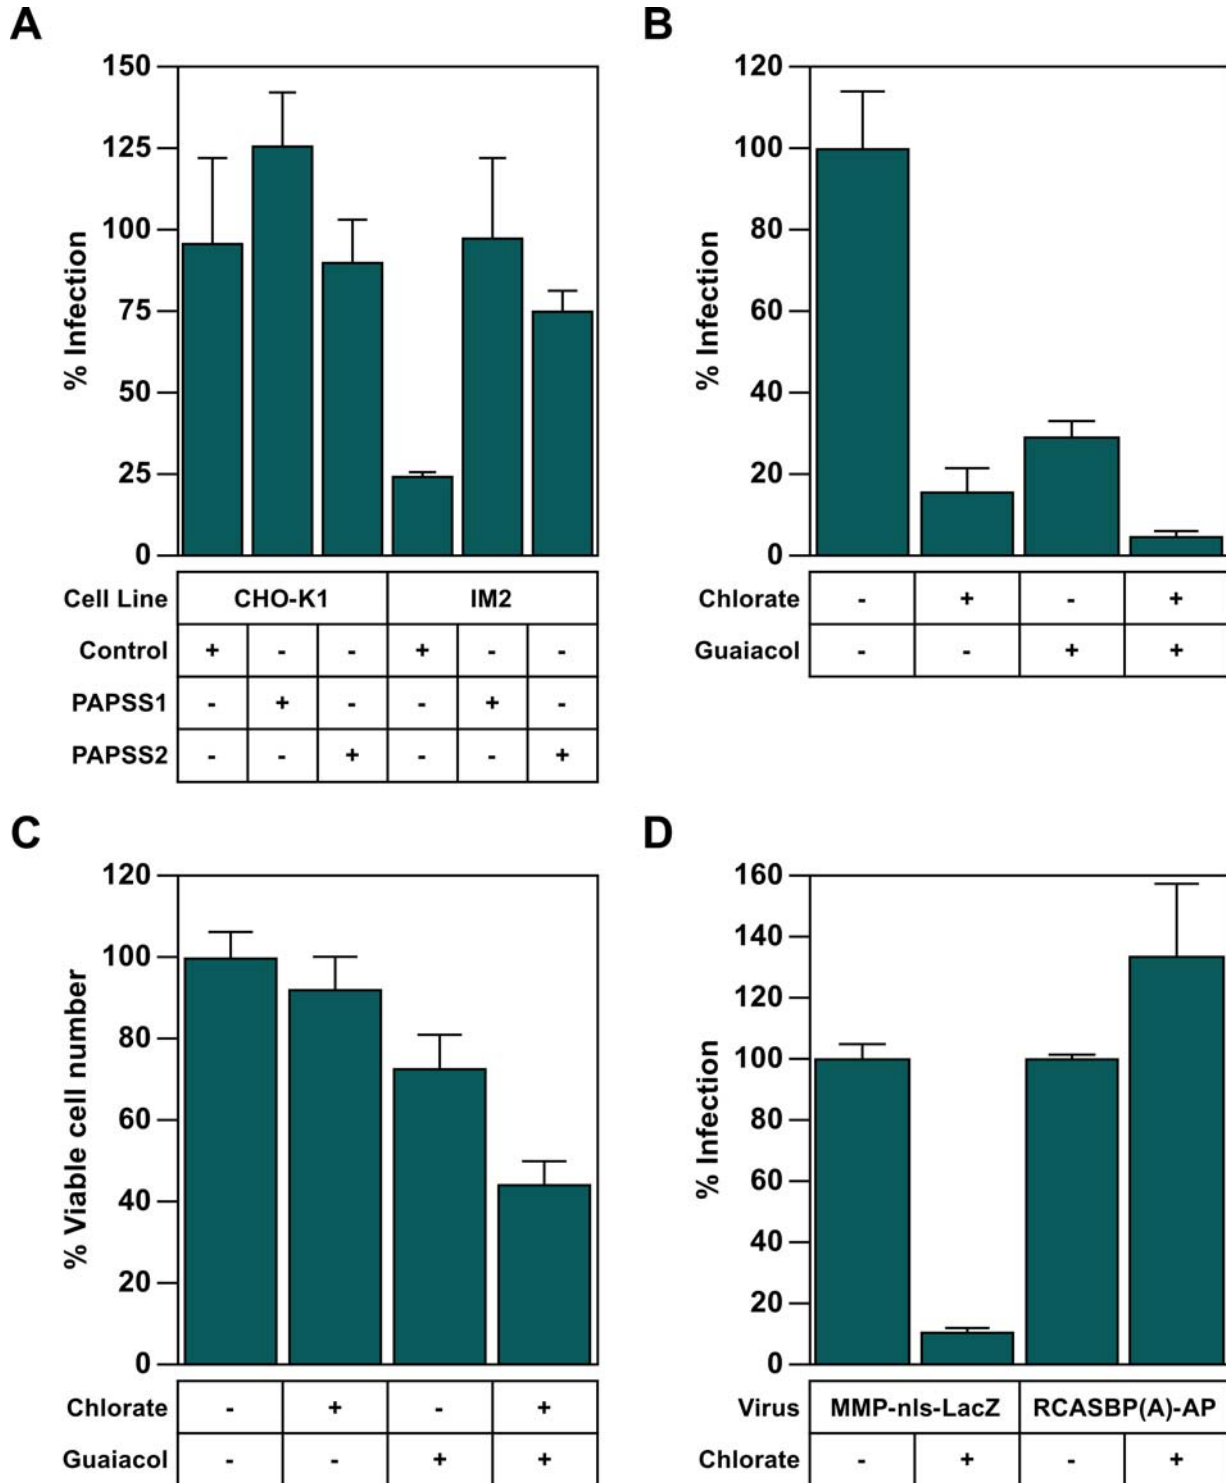 A
% Infection
150
125
100
75
50
25
0
Cell Line CHO-K1 IM2
Control + - - + - -
PAPSS1 - + - - + -
PAPSS2 - - + - - +
B
% Infection
120
100
80
60
40
20
0
Chlorate - + - +
Guaiacol - - + +
C
% Viable cell number
120
100
80
60
40
20
0
Chlorate - + - +
Guaiacol - - + +
D
% Infection
160
140
120
100
80
60
40
20
0
Virus MMP-nls-LacZ RCASBP(A)-AP
Chlorate - + - +